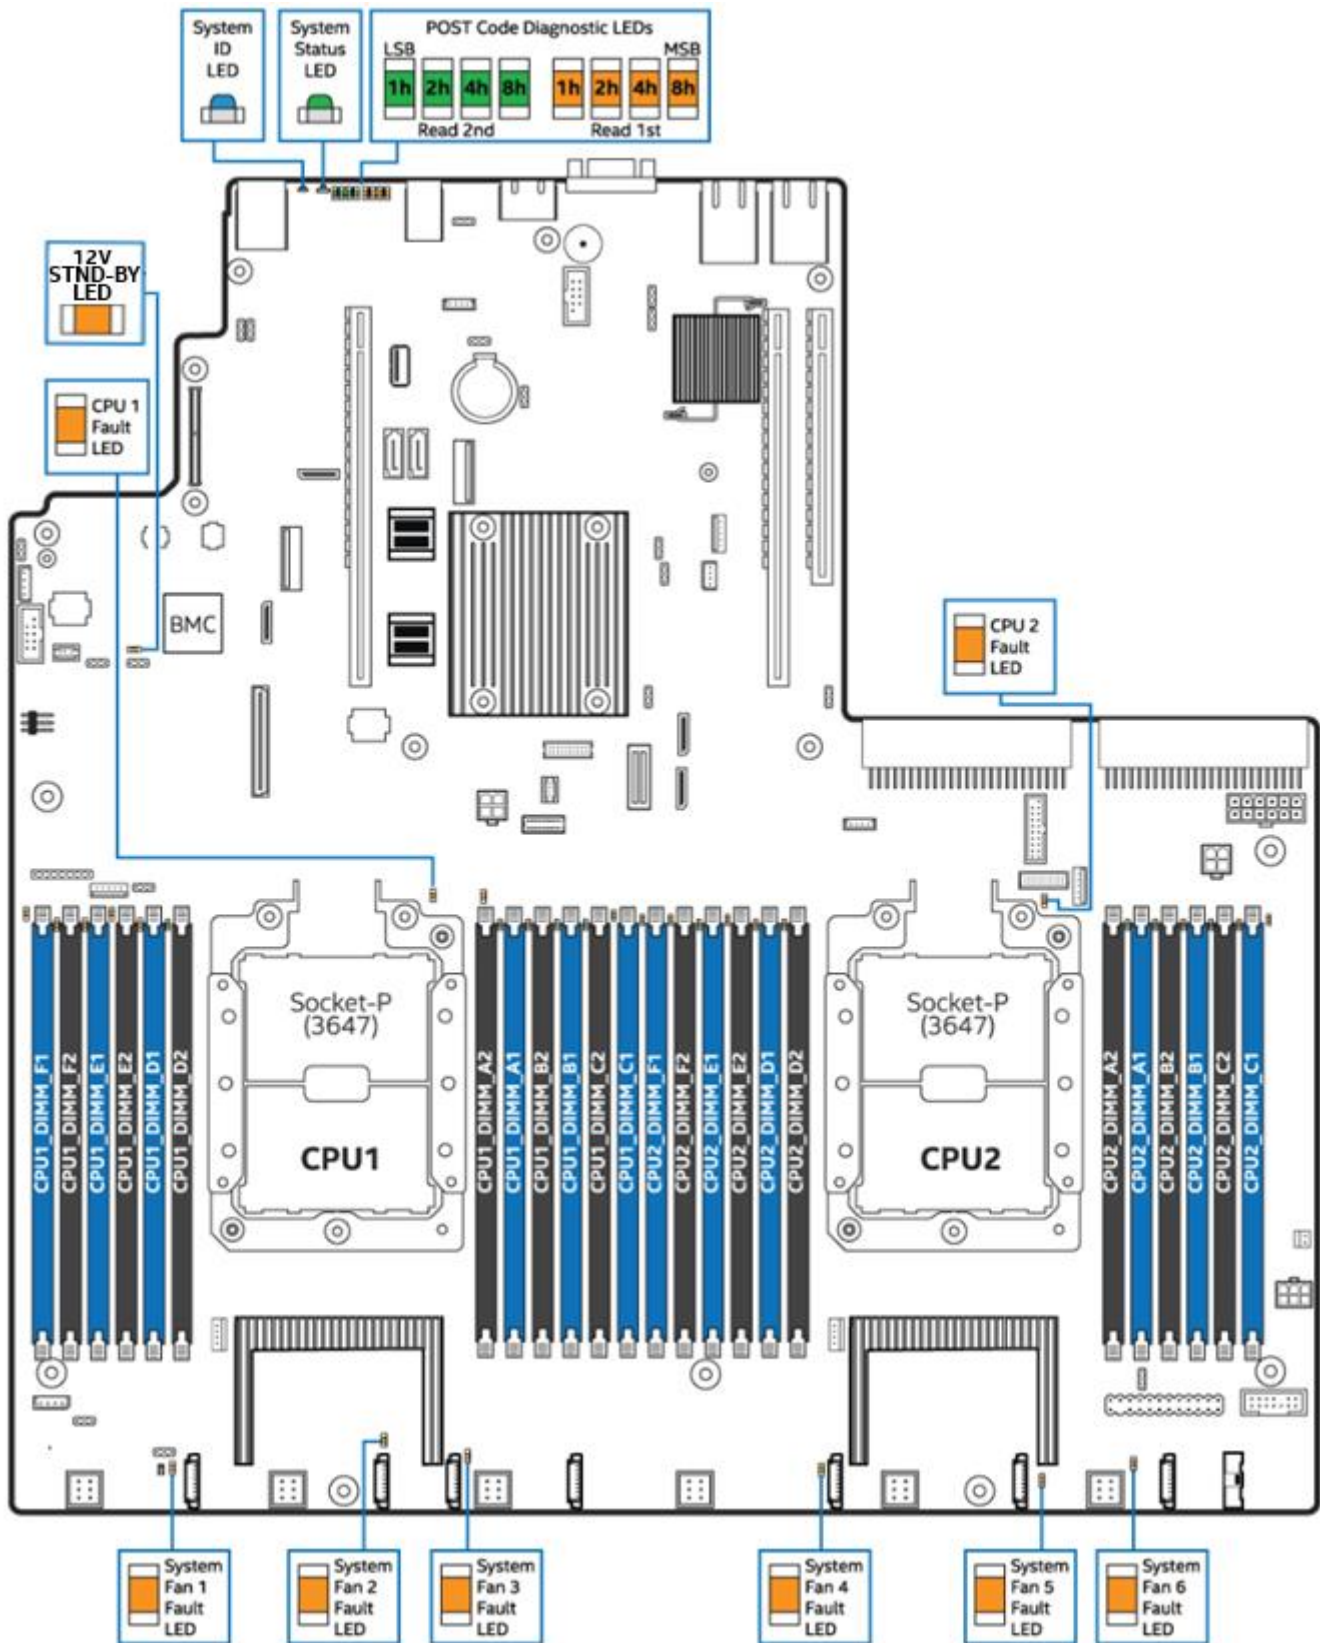 System
ID
LED
System
Status
LED
POST Code Diagnostic LEDs
LSB MSB
1h 2h 4h 8h 1h 2h 4h 8h
Read 2nd Read 1st
12V
STND-BY
LED
CPU 1
Fault
LED
BMC
CPU 2
Fault
LED
CPU1_DIMM_F1
CPU1_DIMM_F2
CPU1_DIMM_E1
CPU1_DIMM_E2
CPU1_DIMM_D1
CPU1_DIMM_D2
Socket-P
(3647)
CPU1
CPU1_DIMM_A2
CPU1_DIMM_A1
CPU1_DIMM_B2
CPU1_DIMM_B1
CPU1_DIMM_C2
CPU1_DIMM_C1
CPU2_DIMM_F1
CPU2_DIMM_F2
CPU2_DIMM_E1
CPU2_DIMM_E2
CPU2_DIMM_D1
CPU2_DIMM_D2
Socket-P
(3647)
CPU2
CPU2_DIMM_A2
CPU2_DIMM_A1
CPU2_DIMM_B2
CPU2_DIMM_B1
CPU2_DIMM_C2
CPU2_DIMM_C1
System
Fan 1
Fault
LED
System
Fan 2
Fault
LED
System
Fan 3
Fault
LED
System
Fan 4
Fault
LED
System
Fan 5
Fault
LED
System
Fan 6
Fault
LED